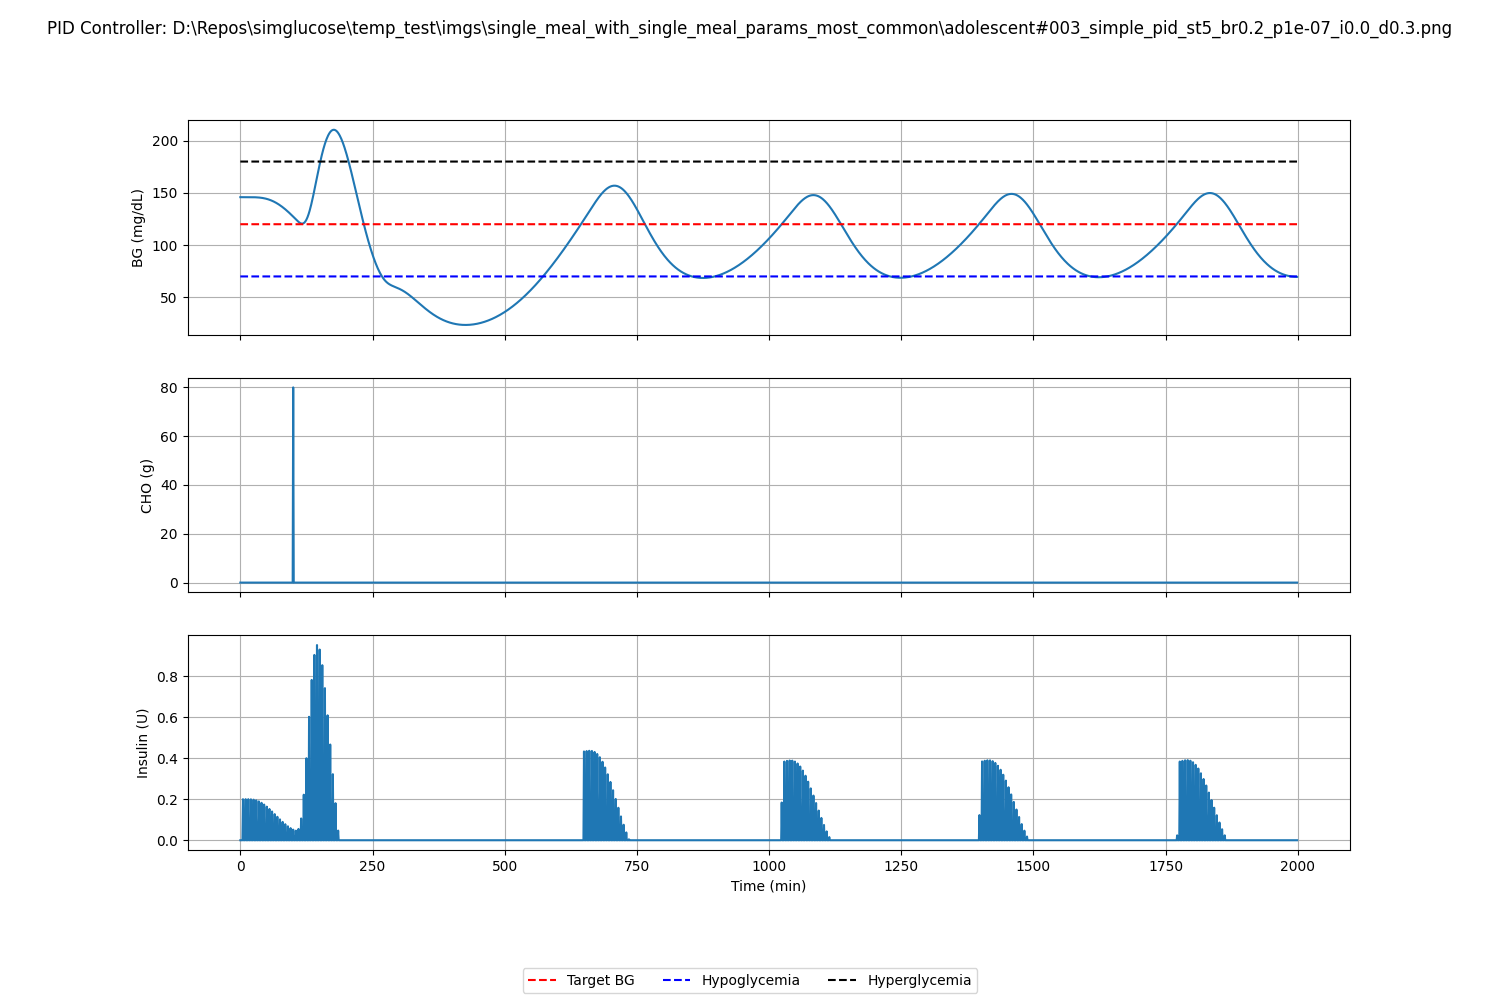 PID Controller: D:\Repos\simglucose\temp_test\imgs\single_meal_with_single_meal_params_most_common\adolescent#003_simple_pid_st5_br0.2_p1e-07_i0.0_d0.3.png
200
150
100
50
BG (mg/dL)
80
60
40
20
0
CHO (g)
0.8
0.6
0.4
0.2
0.0
Insulin (U)
0 250 500 750 1000 1250 1500 1750 2000
Time (min)
Target BG Hypoglycemia Hyperglycemia